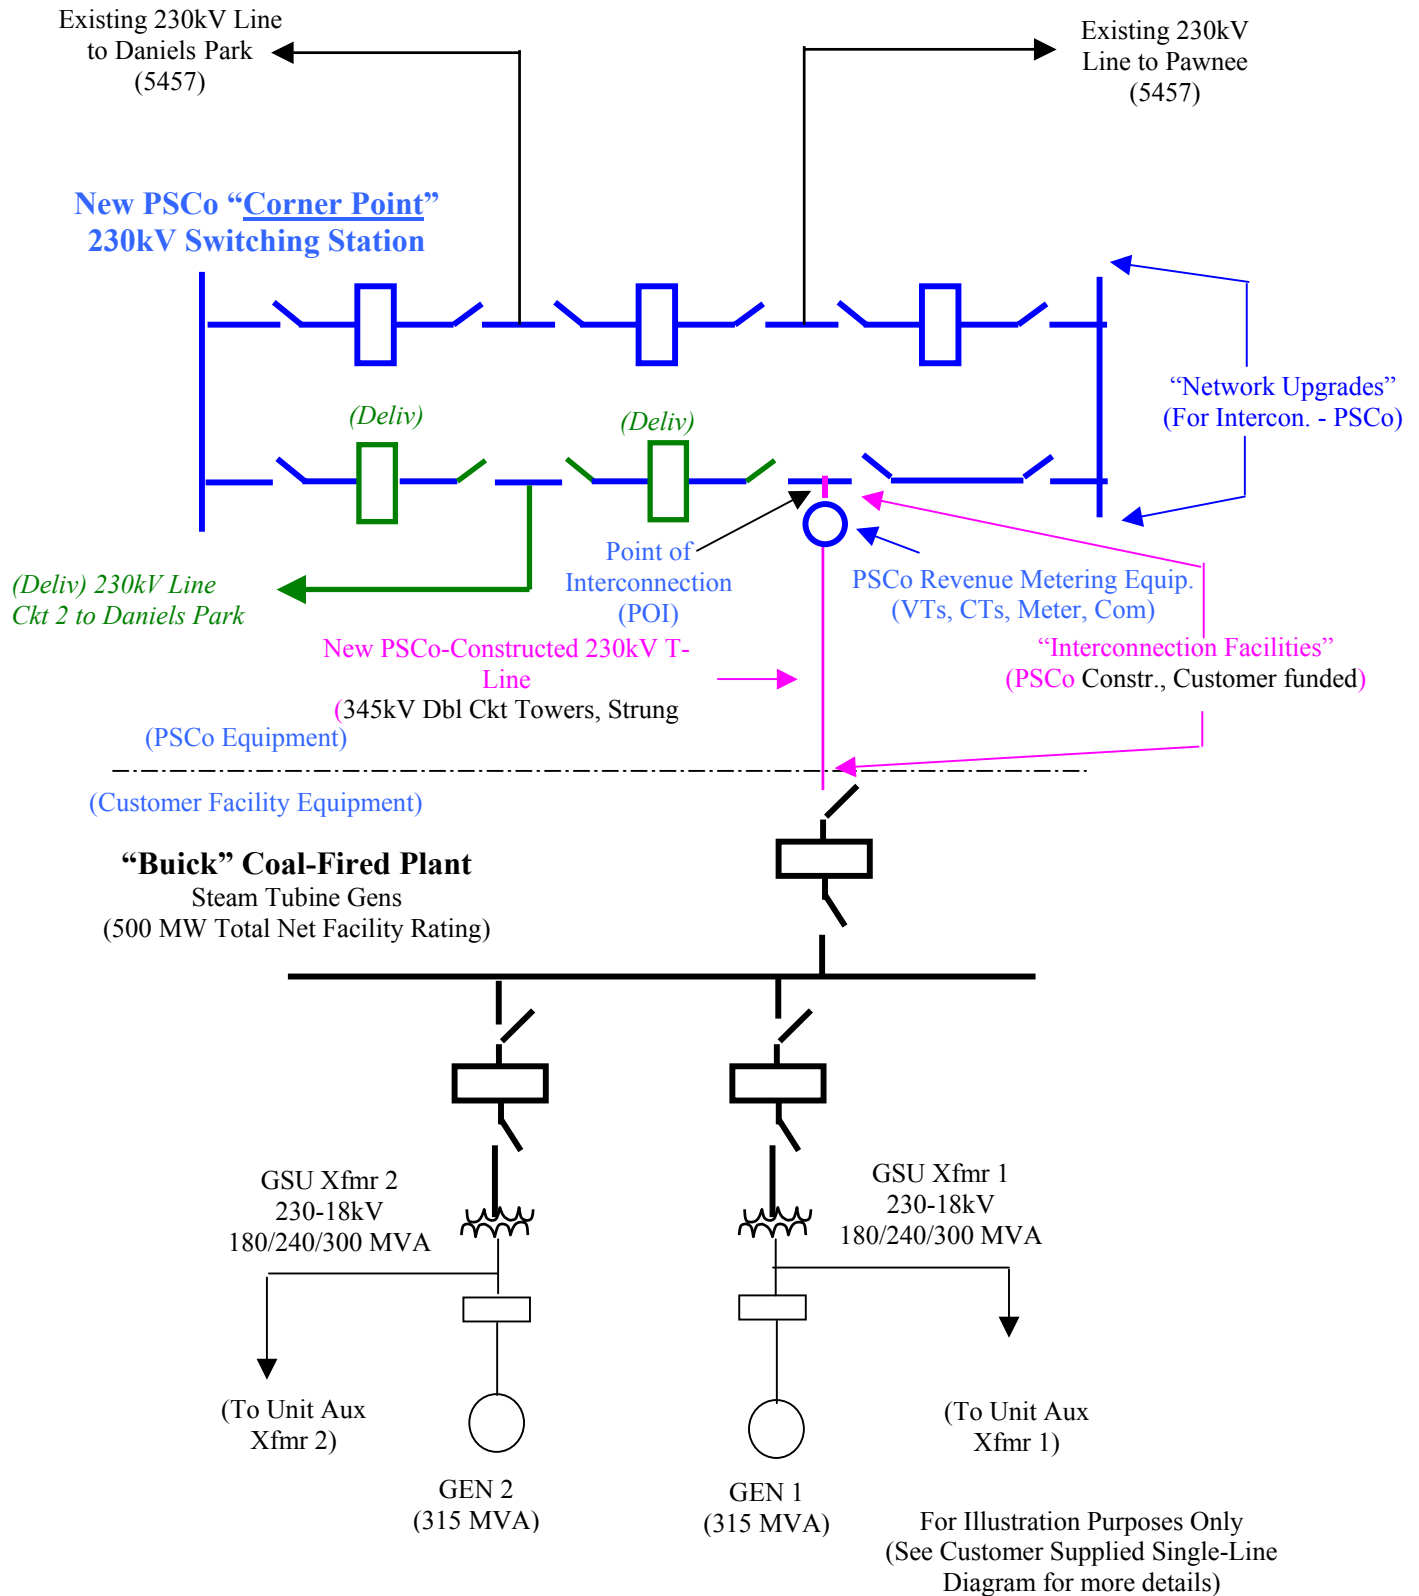 Existing 230kV Line
to Daniels Park
(5457)
Existing 230kV
Line to Pawnee
(5457)
New PSCo “Corner Point”
230kV Switching Station
“Network Upgrades”
(For Intercon. - PSCo)
(Deliv)
(Deliv)
(Deliv) 230kV Line
Ckt 2 to Daniels Park
Point of
Interconnection
(POI)
PSCo Revenue Metering Equip.
(VTs, CTs, Meter, Com)
New PSCo-Constructed 230kV T-
Line
(345kV Dbl Ckt Towers, Strung
“Interconnection Facilities”
(PSCo Constr., Customer funded)
(PSCo Equipment)
(Customer Facility Equipment)
“Buick” Coal-Fired Plant
Steam Tubine Gens
(500 MW Total Net Facility Rating)
GSU Xfmr 2
230-18kV
180/240/300 MVA
GSU Xfmr 1
230-18kV
180/240/300 MVA
(To Unit Aux
Xfmr 2)
(To Unit Aux
Xfmr 1)
GEN 2
(315 MVA)
GEN 1
(315 MVA)
For Illustration Purposes Only
(See Customer Supplied Single-Line
Diagram for more details)